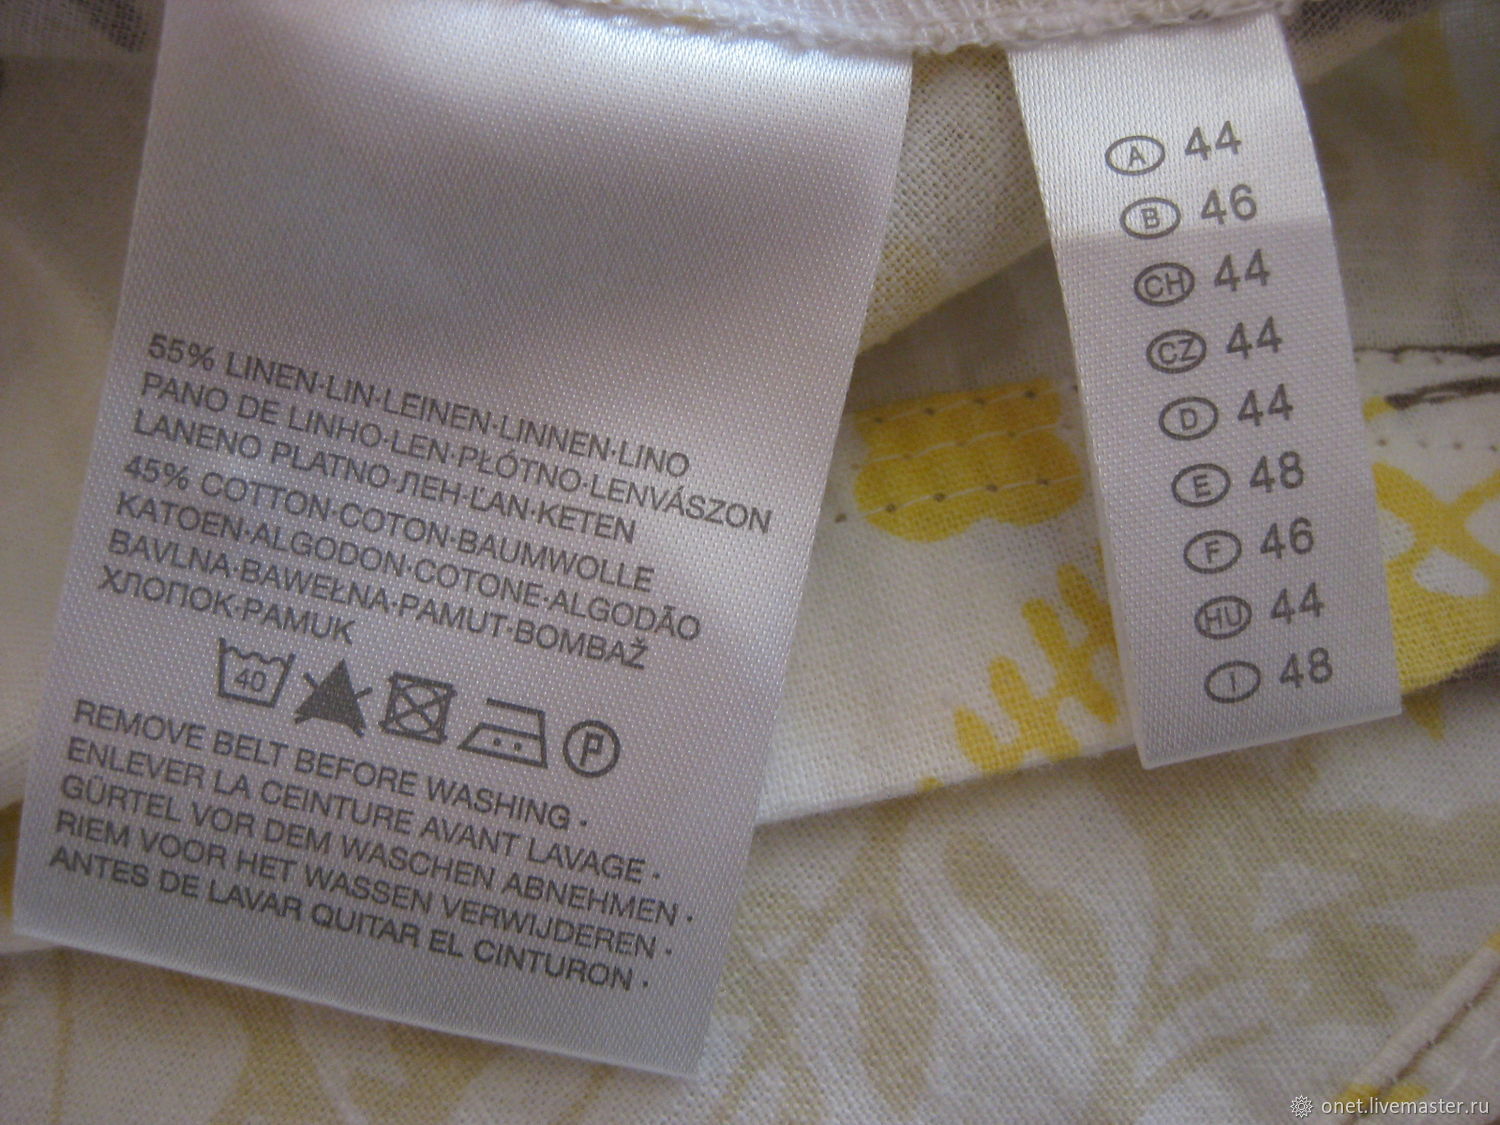 55% LINEN·LIN·LEINEN·LINNEN·LINO
PANO DE LINHO·LEN·PŁÓTNO·LENVÁSZON
LANENO PLATNO·ЛЕН·ĽAN·KETEN
45% COTTON·COTON·BAUMWOLLE
KATOEN·ALGODON·COTONE·ALGODÃO
BAVLNA·BAWEŁNA·PAMUT·BOMBAŽ
ХЛОПОК·PAMUK
40
P
REMOVE BELT BEFORE WASHING ·
ENLEVER LA CEINTURE AVANT LAVAGE ·
GÜRTEL VOR DEM WASCHEN ABNEHMEN ·
RIEM VOOR HET WASSEN VERWIJDEREN ·
ANTES DE LAVAR QUITAR EL CINTURON ·
A 44
B 46
CH 44
CZ 44
D 44
E 48
F 46
HU 44
I 48
onet.livemaster.ru